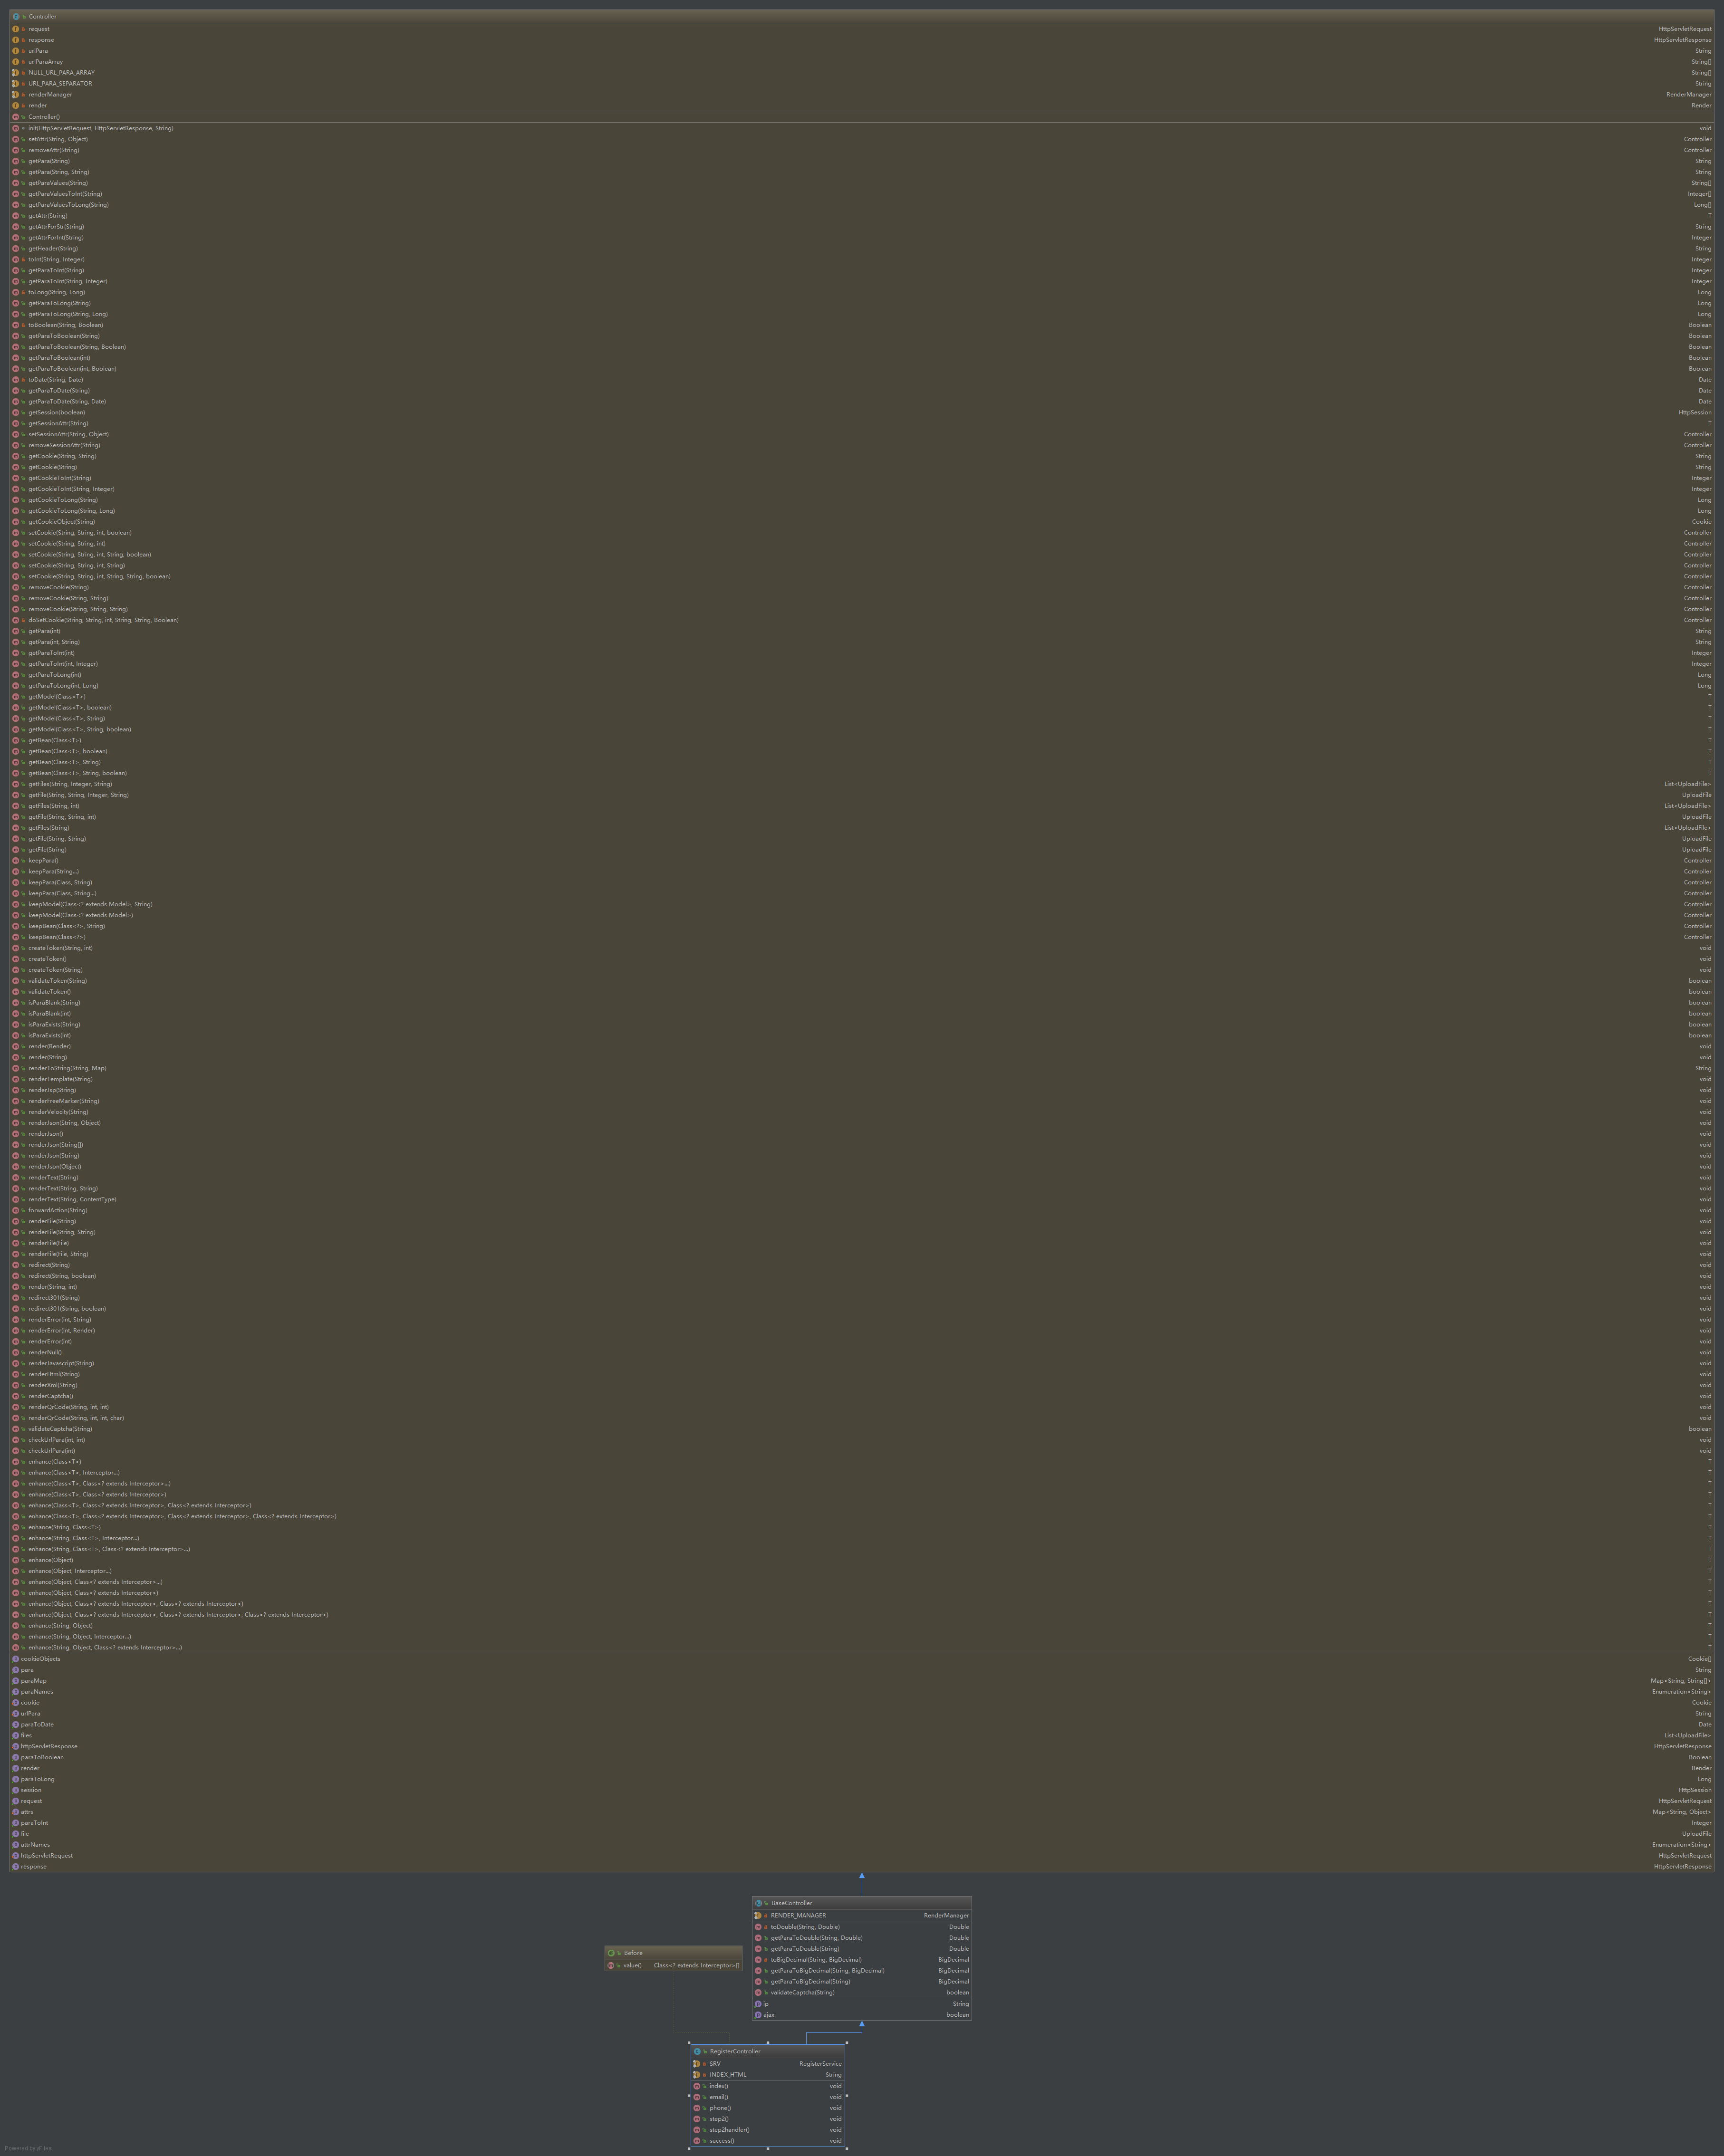 Controller
request HttpServletRequest
response HttpServletResponse
urlPara String
urlParaArray String[]
NULL_URL_PARA_ARRAY String[]
URL_PARA_SEPARATOR String
renderManager RenderManager
render Render
Controller()
init(HttpServletRequest, HttpServletResponse, String) void
setAttr(String, Object) Controller
removeAttr(String) Controller
getPara(String) String
getPara(String, String) String
getParaValues(String) String[]
getParaValuesToInt(String) Integer[]
getParaValuesToLong(String) Long[]
getAttr(String) T
getAttrForStr(String) String
getAttrForInt(String) Integer
getHeader(String) String
toInt(String, Integer) Integer
getParaToInt(String) Integer
getParaToInt(String, Integer) Integer
toLong(String, Long) Long
getParaToLong(String) Long
getParaToLong(String, Long) Long
toBoolean(String, Boolean) Boolean
getParaToBoolean(String) Boolean
getParaToBoolean(String, Boolean) Boolean
getParaToBoolean(int) Boolean
getParaToBoolean(int, Boolean) Boolean
toDate(String, Date) Date
getParaToDate(String) Date
getParaToDate(String, Date) Date
getSession(boolean) HttpSession
getSessionAttr(String) T
setSessionAttr(String, Object) Controller
removeSessionAttr(String) Controller
getCookie(String, String) String
getCookie(String) String
getCookieToInt(String) Integer
getCookieToInt(String, Integer) Integer
getCookieToLong(String) Long
getCookieToLong(String, Long) Long
getCookieObject(String) Cookie
setCookie(String, String, int, boolean) Controller
setCookie(String, String, int) Controller
setCookie(String, String, int, String, boolean) Controller
setCookie(String, String, int, String) Controller
setCookie(String, String, int, String, String, boolean) Controller
removeCookie(String) Controller
removeCookie(String, String) Controller
removeCookie(String, String, String) Controller
doSetCookie(String, String, int, String, String, Boolean) Controller
getPara(int) String
getPara(int, String) String
getParaToInt(int) Integer
getParaToInt(int, Integer) Integer
getParaToLong(int) Long
getParaToLong(int, Long) Long
getModel(Class<T>) T
getModel(Class<T>, boolean) T
getModel(Class<T>, String) T
getModel(Class<T>, String, boolean) T
getBean(Class<T>) T
getBean(Class<T>, boolean) T
getBean(Class<T>, String) T
getBean(Class<T>, String, boolean) T
getFiles(String, Integer, String) List<UploadFile>
getFile(String, String, Integer, String) UploadFile
getFiles(String, int) List<UploadFile>
getFile(String, String, int) UploadFile
getFiles(String) List<UploadFile>
getFile(String, String) UploadFile
getFile(String) UploadFile
keepPara() Controller
keepPara(String...) Controller
keepPara(Class, String) Controller
keepPara(Class, String...) Controller
keepModel(Class<? extends Model>, String) Controller
keepModel(Class<? extends Model>) Controller
keepBean(Class<?>, String) Controller
keepBean(Class<?>) Controller
createToken(String, int) void
createToken() void
createToken(String) void
validateToken(String) boolean
validateToken() boolean
isParaBlank(String) boolean
isParaBlank(int) boolean
isParaExists(String) boolean
isParaExists(int) boolean
render(Render) void
render(String) void
renderToString(String, Map) String
renderTemplate(String) void
renderJsp(String) void
renderFreeMarker(String) void
renderVelocity(String) void
renderJson(String, Object) void
renderJson() void
renderJson(String[]) void
renderJson(String) void
renderJson(Object) void
renderText(String) void
renderText(String, String) void
renderText(String, ContentType) void
forwardAction(String) void
renderFile(String) void
renderFile(String, String) void
renderFile(File) void
renderFile(File, String) void
redirect(String) void
redirect(String, boolean) void
render(String, int) void
redirect301(String) void
redirect301(String, boolean) void
renderError(int, String) void
renderError(int, Render) void
renderError(int) void
renderNull() void
renderJavascript(String) void
renderHtml(String) void
renderXml(String) void
renderCaptcha() void
renderQrCode(String, int, int) void
renderQrCode(String, int, int, char) void
validateCaptcha(String) boolean
checkUrlPara(int, int) void
checkUrlPara(int) void
enhance(Class<T>) T
enhance(Class<T>, Interceptor...) T
enhance(Class<T>, Class<? extends Interceptor>...) T
enhance(Class<T>, Class<? extends Interceptor>) T
enhance(Class<T>, Class<? extends Interceptor>, Class<? extends Interceptor>) T
enhance(Class<T>, Class<? extends Interceptor>, Class<? extends Interceptor>, Class<? extends Interceptor>) T
enhance(String, Class<T>) T
enhance(String, Class<T>, Interceptor...) T
enhance(String, Class<T>, Class<? extends Interceptor>...) T
enhance(Object) T
enhance(Object, Interceptor...) T
enhance(Object, Class<? extends Interceptor>...) T
enhance(Object, Class<? extends Interceptor>) T
enhance(Object, Class<? extends Interceptor>, Class<? extends Interceptor>) T
enhance(Object, Class<? extends Interceptor>, Class<? extends Interceptor>, Class<? extends Interceptor>) T
enhance(String, Object) T
enhance(String, Object, Interceptor...) T
enhance(String, Object, Class<? extends Interceptor>...) T
cookieObjects Cookie[]
para String
paraMap Map<String, String[]>
paraNames Enumeration<String>
cookie Cookie
urlPara String
paraToDate Date
files List<UploadFile>
httpServletResponse HttpServletResponse
paraToBoolean Boolean
render Render
paraToLong Long
session HttpSession
request HttpServletRequest
attrs Map<String, Object>
paraToInt Integer
file UploadFile
attrNames Enumeration<String>
httpServletRequest HttpServletRequest
response HttpServletResponse
BaseController
RENDER_MANAGER RenderManager
toDouble(String, Double) Double
getParaToDouble(String, Double) Double
getParaToDouble(String) Double
toBigDecimal(String, BigDecimal) BigDecimal
getParaToBigDecimal(String, BigDecimal) BigDecimal
getParaToBigDecimal(String) BigDecimal
validateCaptcha(String) boolean
ip String
ajax boolean
Before
value() Class<? extends Interceptor>[]
RegisterController
SRV RegisterService
INDEX_HTML String
index() void
email() void
phone() void
step2() void
step2handler() void
success() void
Powered by yFiles